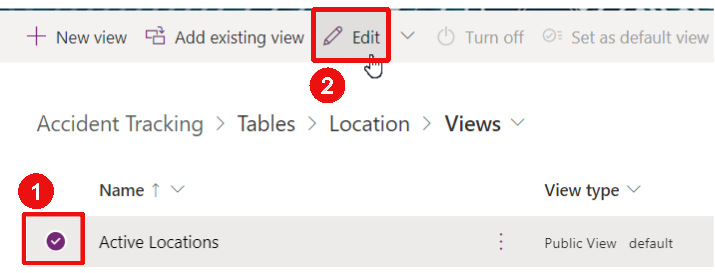 New view Add existing view Edit Turn off Set as default view
2
Accident Tracking > Tables > Location > Views
1
Name ↑ View type
Active Locations Public View default